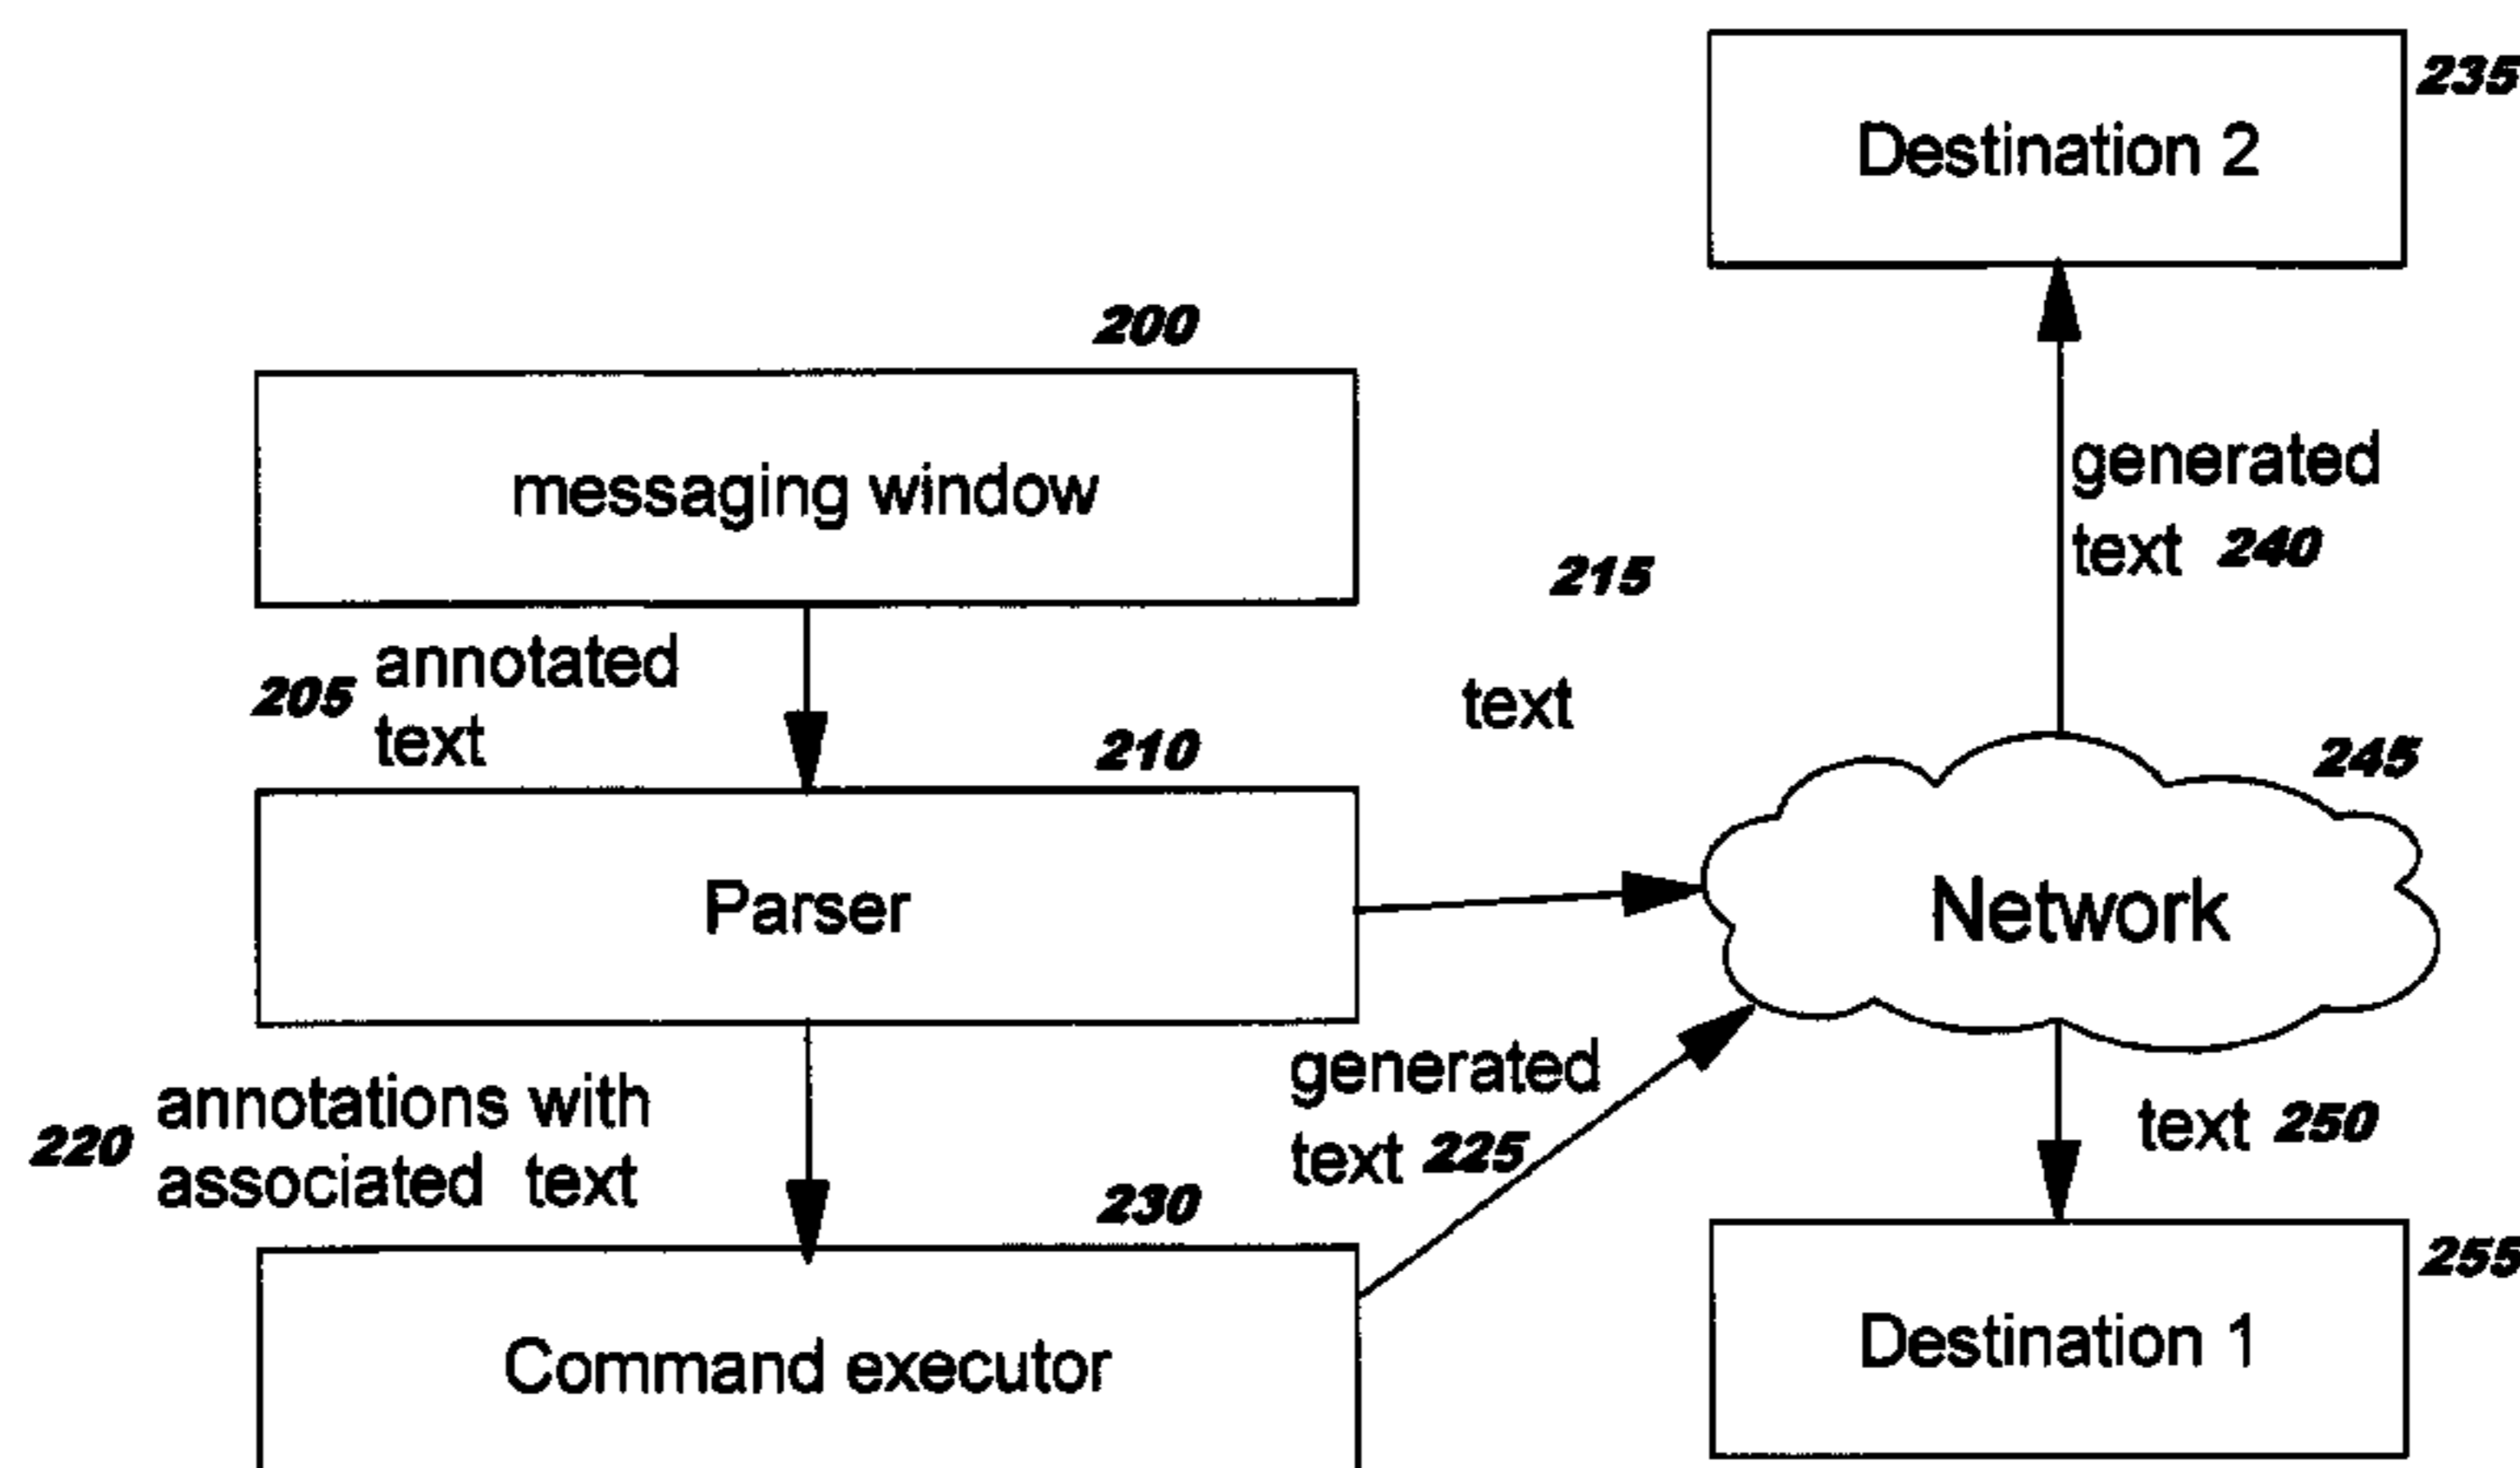 235
Destination 2
200
messaging window
generated
text 240
215
205 annotated
text
text
210
245
Parser
Network
generated
text 225
220 annotations with
associated text
text 250
230
255
Command executor
Destination 1